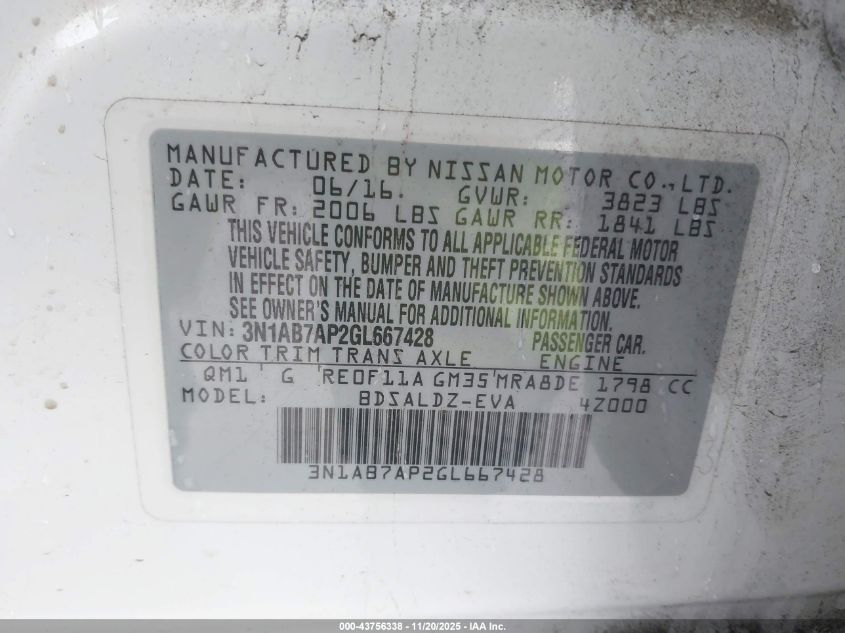 MANUFACTURED BY NISSAN MOTOR CO., LTD.
DATE: 06/16. GVWR: 3823 LBS
GAWR FR: 2006 LBS GAWR RR: 1841 LBS
THIS VEHICLE CONFORMS TO ALL APPLICABLE FEDERAL MOTOR
VEHICLE SAFETY, BUMPER AND THEFT PREVENTION STANDARDS
IN EFFECT ON THE DATE OF MANUFACTURE SHOWN ABOVE.
SEE OWNER'S MANUAL FOR ADDITIONAL INFORMATION.
VIN: 3N1AB7AP2GL667428 PASSENGER CAR.
COLOR TRIM TRANS AXLE ENGINE
QM1 G RE0F11A GM35 MRA8DE 1798 CC
MODEL: BDSALDZ-EVA 4Z000
3N1AB7AP2GL667428
000-43756338 - 11/20/2025 - IAA Inc.